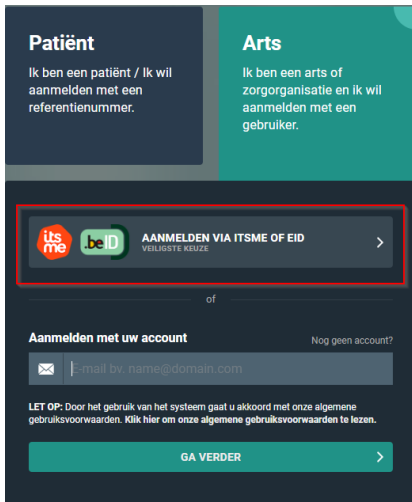 Patiënt
Ik ben een patiënt / Ik wil
aanmelden met een
referentienummer.
Arts
Ik ben een arts of
zorgorganisatie en ik wil
aanmelden met een
gebruiker.
its
me
.beID
AANMELDEN VIA ITSME OF EID
VEILIGSTE KEUZE
of
Aanmelden met uw account
Nog geen account?
E-mail bv. name@domain.com
LET OP: Door het gebruik van het systeem gaat u akkoord met onze algemene
gebruiksvoorwaarden. Klik hier om onze algemene gebruiksvoorwaarden te lezen.
GA VERDER